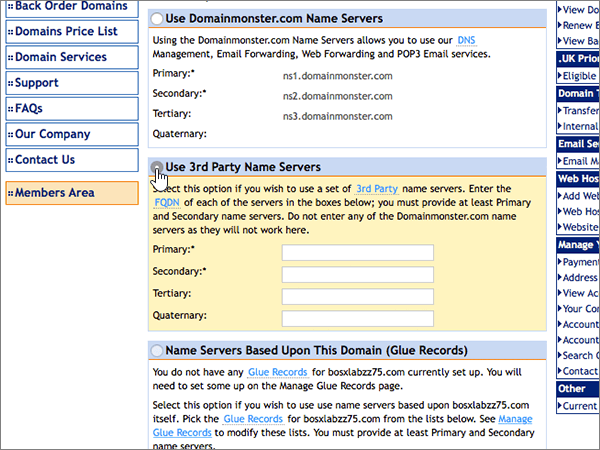 Back Order Domains
Domains Price List
Domain Services
Support
FAQs
Our Company
Contact Us
Members Area
Use Domainmonster.com Name Servers
Using the Domainmonster.com Name Servers allows you to use our DNS
Management, Email Forwarding, Web Forwarding and POP3 Email services.
Primary:* ns1.domainmonster.com
Secondary:* ns2.domainmonster.com
Tertiary: ns3.domainmonster.com
Quaternary:
Use 3rd Party Name Servers
Select this option if you wish to use a set of 3rd Party name servers. Enter the
FQDN of each of the servers in the boxes below; you must provide at least Primary
and Secondary name servers. Do not enter any of the Domainmonster.com name
servers as they will not work here.
Primary:*
Secondary:*
Tertiary:
Quaternary:
Name Servers Based Upon This Domain (Glue Records)
You do not have any Glue Records for bosxlabzz75.com currently set up. You will
need to set some up on the Manage Glue Records page.
Select this option if you wish to use use name servers based upon bosxlabzz75.com
itself. Pick the Glue Records for bosxlabzz75.com from the lists below. See Manage
Glue Records to modify these lists. You must provide at least Primary and Secondary
name servers.
View Do
Renew E
View Ba
.UK Prior
Eligible
Domain T
Transfer
Internal
Email Se
Email M
Web Hos
Add Web
Web Hos
Website
Manage Y
Payment
Address
View Ac
Your Con
Account
Account
Search O
Contact
Other
Current